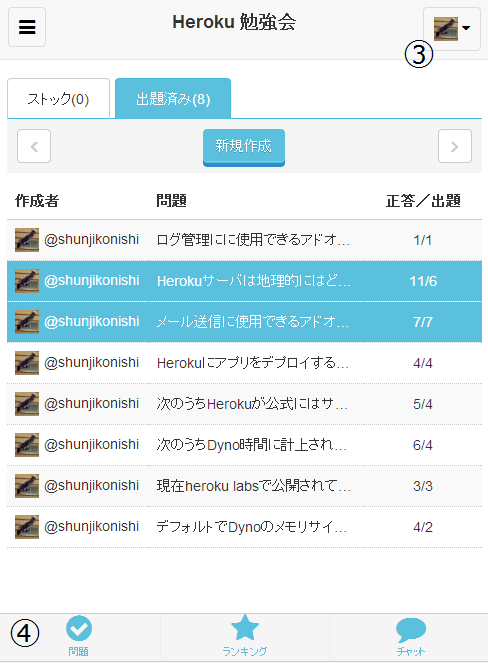 Heroku 勉強会
③
ストック(0) 出題済み(8)
新規作成
作成者 問題 正答／出題
@shunjikonishi ログ管理にに使用できるアドオ... 1/1
@shunjikonishi Herokuサーバは地理的にはど... 11/6
@shunjikonishi メール送信に使用できるアドオ... 7/7
@shunjikonishi Herokuにアプリをデプロイする... 4/4
@shunjikonishi 次のうちHerokuが公式にはサ... 5/4
@shunjikonishi 次のうちDyno時間に計上され... 6/4
@shunjikonishi 現在heroku labsで公開されて... 3/3
@shunjikonishi デフォルトでDynoのメモリサイ... 4/2
④ 問題 ランキング チャット